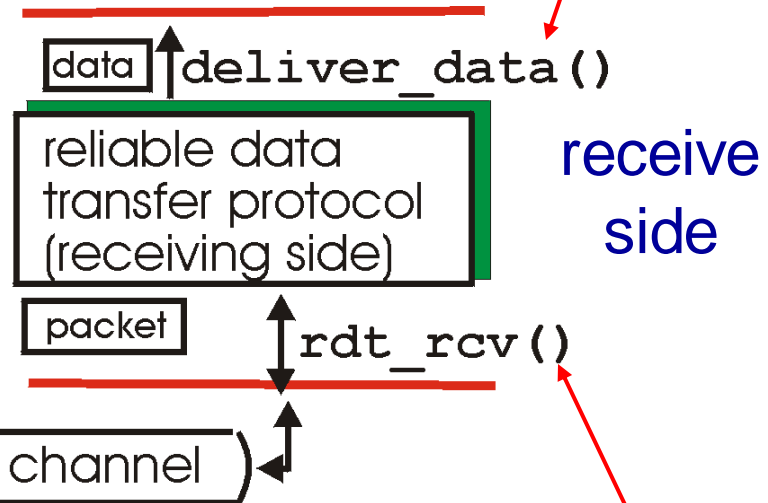 data
deliver_data()
reliable data
transfer protocol
(receiving side)
receive
side
packet
rdt_rcv()
channel